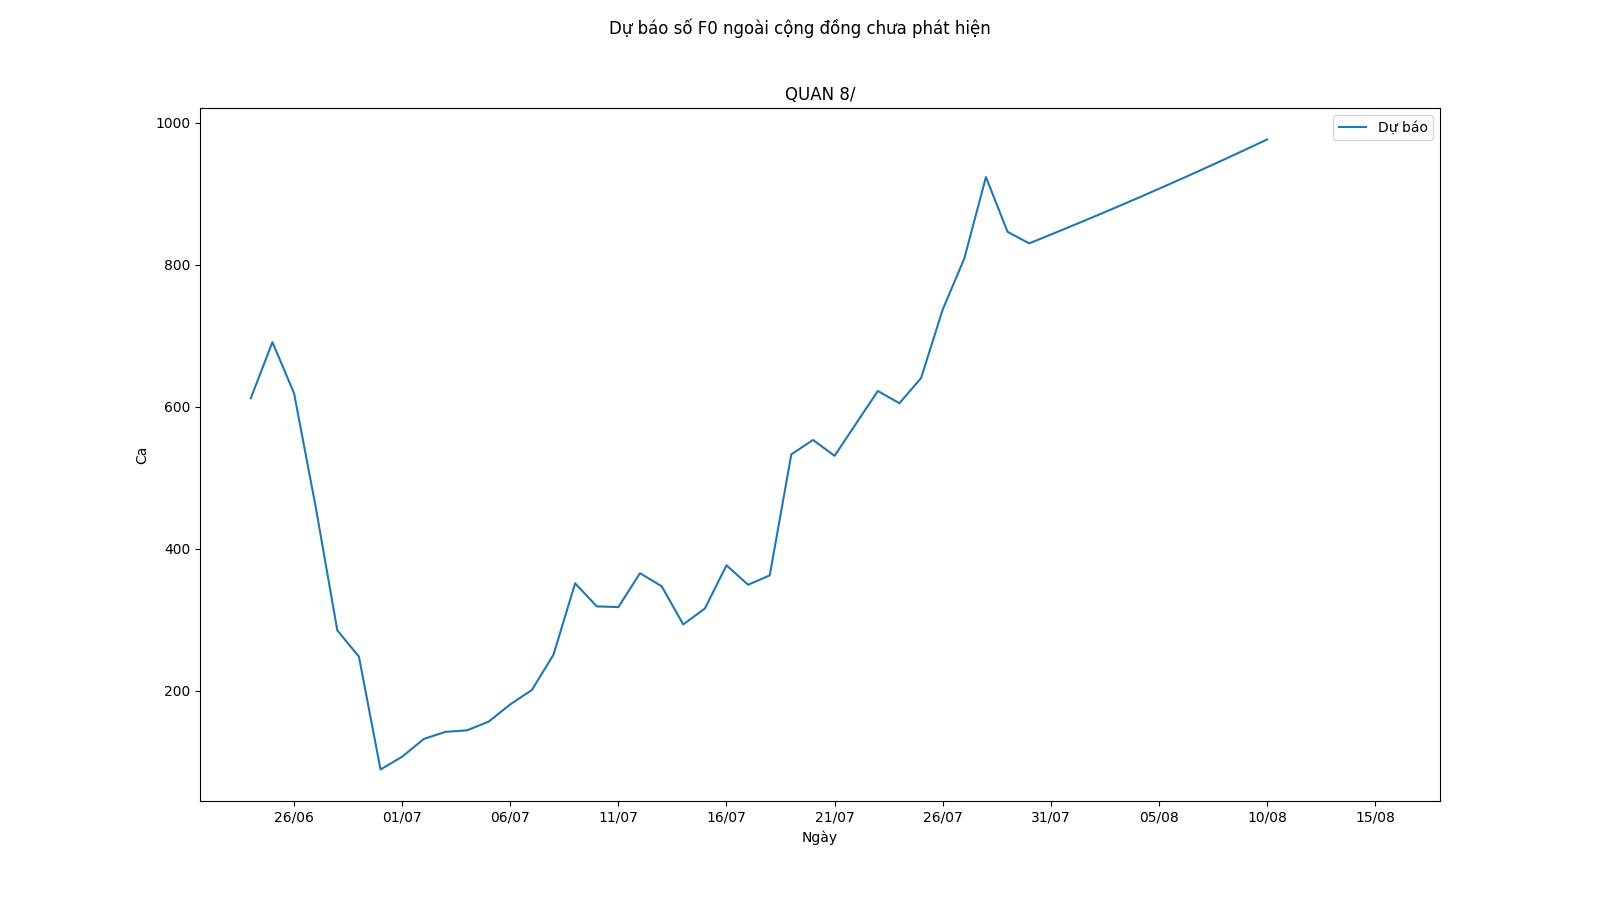 Dự báo số F0 ngoài cộng đồng chưa phát hiện
QUAN 8/
Dự báo
1000
800
600
400
200
Ca
26/06 01/07 06/07 11/07 16/07 21/07 26/07 31/07 05/08 10/08 15/08
Ngày